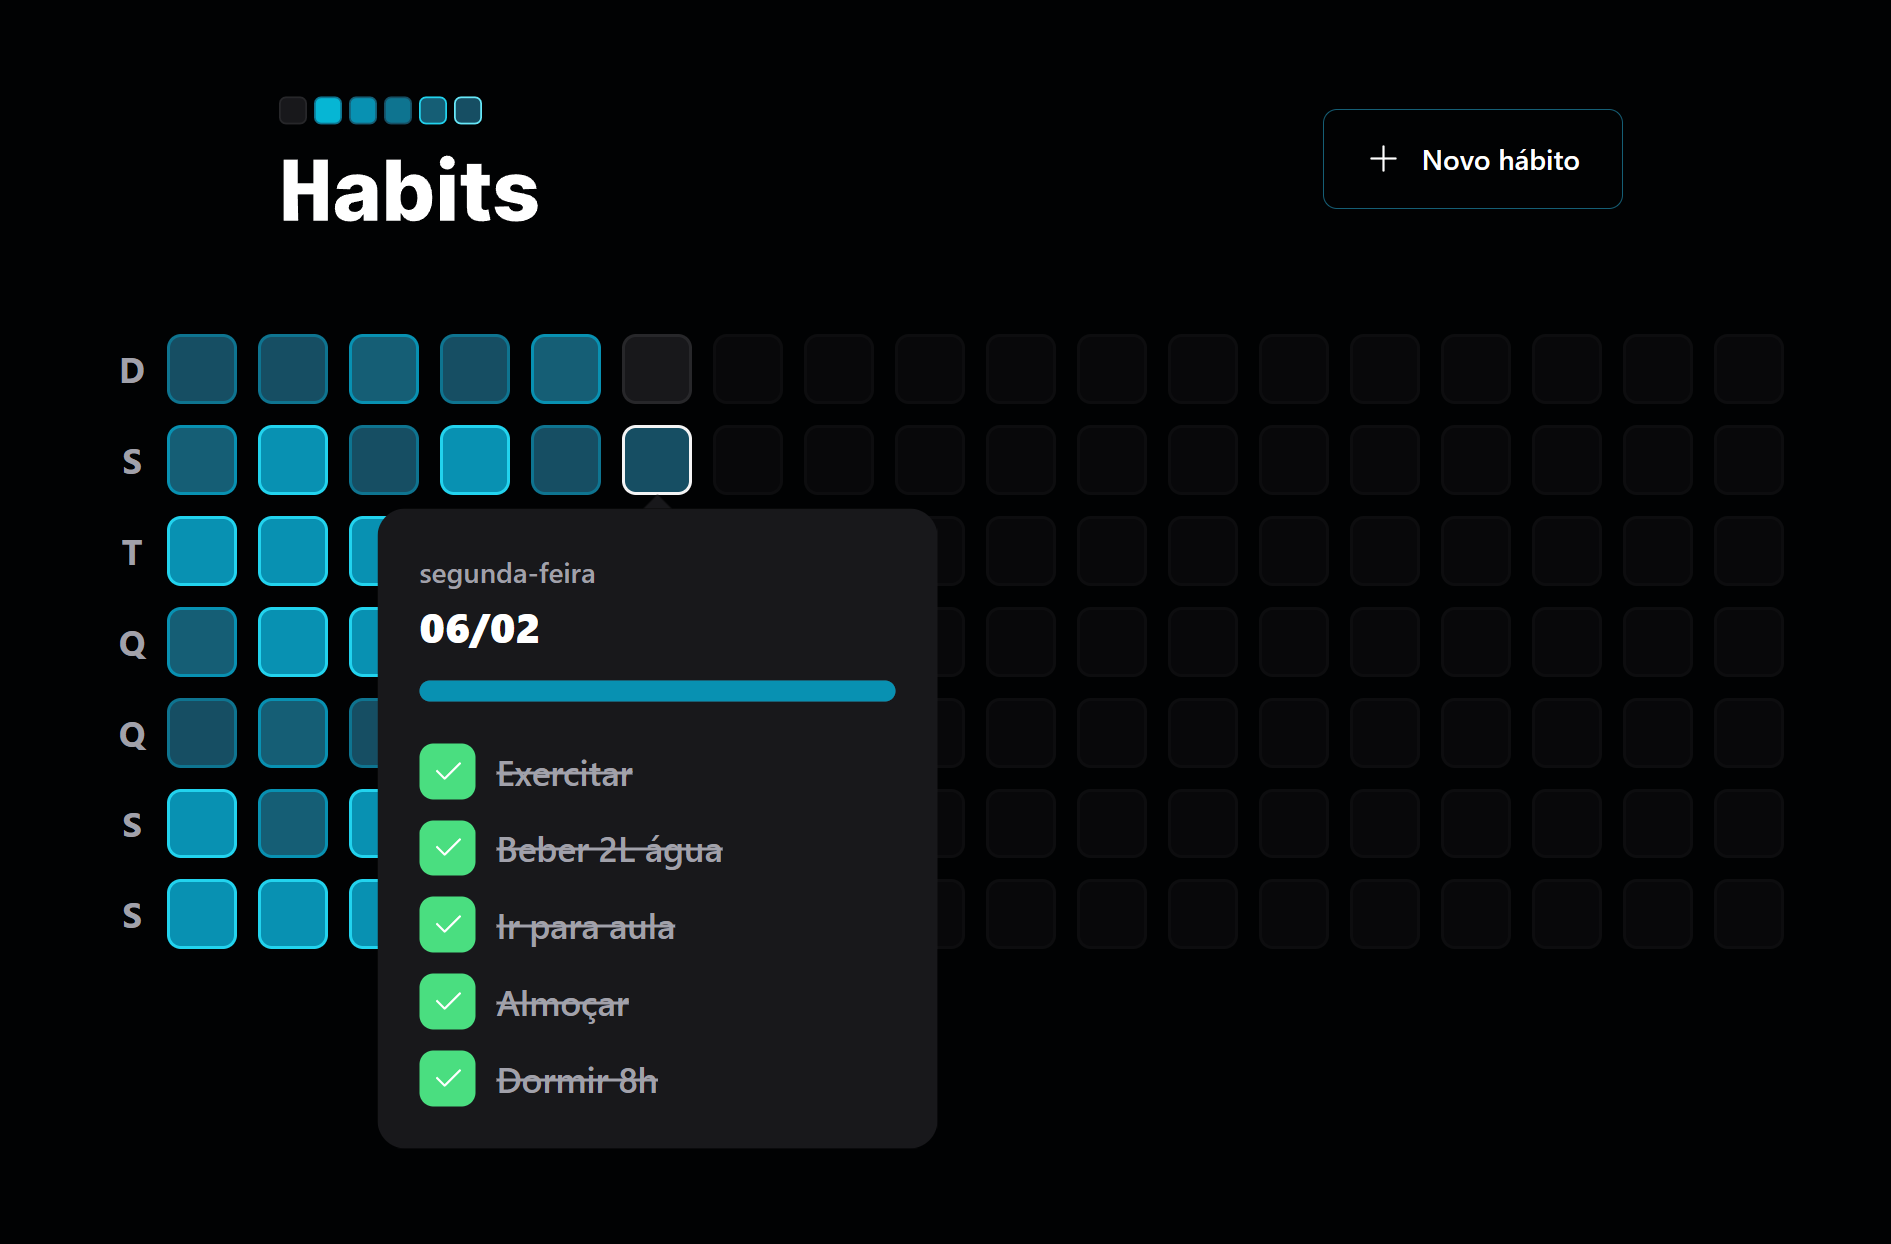 Habits
Novo hábito
D
S
T
Q
Q
S
S
segunda-feira
06/02
Exercitar
Beber 2L água
Ir para aula
Almoçar
Dormir 8h